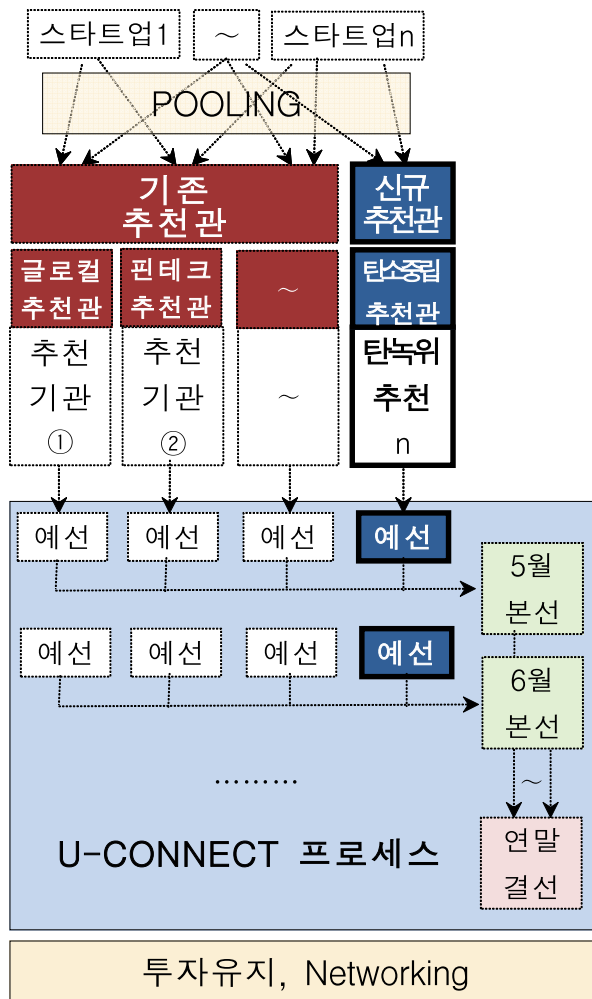 스타트업1
～
스타트업n
POOLING
기존
추천관
신규
추천관
글로컬
추천관
핀테크
추천관
～
탄소중립
추천관
추천
기관
①
추천
기관
②
～
탄녹위
추천
n
예선
예선
예선
예선
5월
본선
예선
예선
예선
예선
6월
본선
………
～
U-CONNECT 프로세스
연말
결선
투자유치, Networking